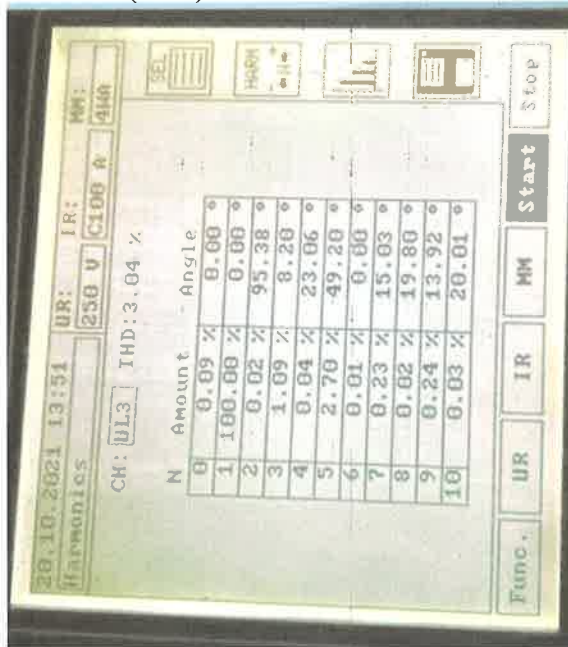 20.10.2021 13:51 UR: IR: MM:
Harmonics 250 V C100 A 4WA
CH: UL3 THD:3.04 %
N Amount Angle
0 0.09 % 0.00 °
1 100.00 % 0.00 °
2 0.02 % 95.38 °
3 1.09 % 8.20 °
4 0.04 % 23.06 °
5 2.70 % 49.20 °
6 0.01 % 0.00 °
7 0.23 % 15.03 °
8 0.02 % 19.80 °
9 0.24 % 13.92 °
10 0.03 % 20.01 °
SEL
HARM
- N +
Func. UR IR MM Start Stop